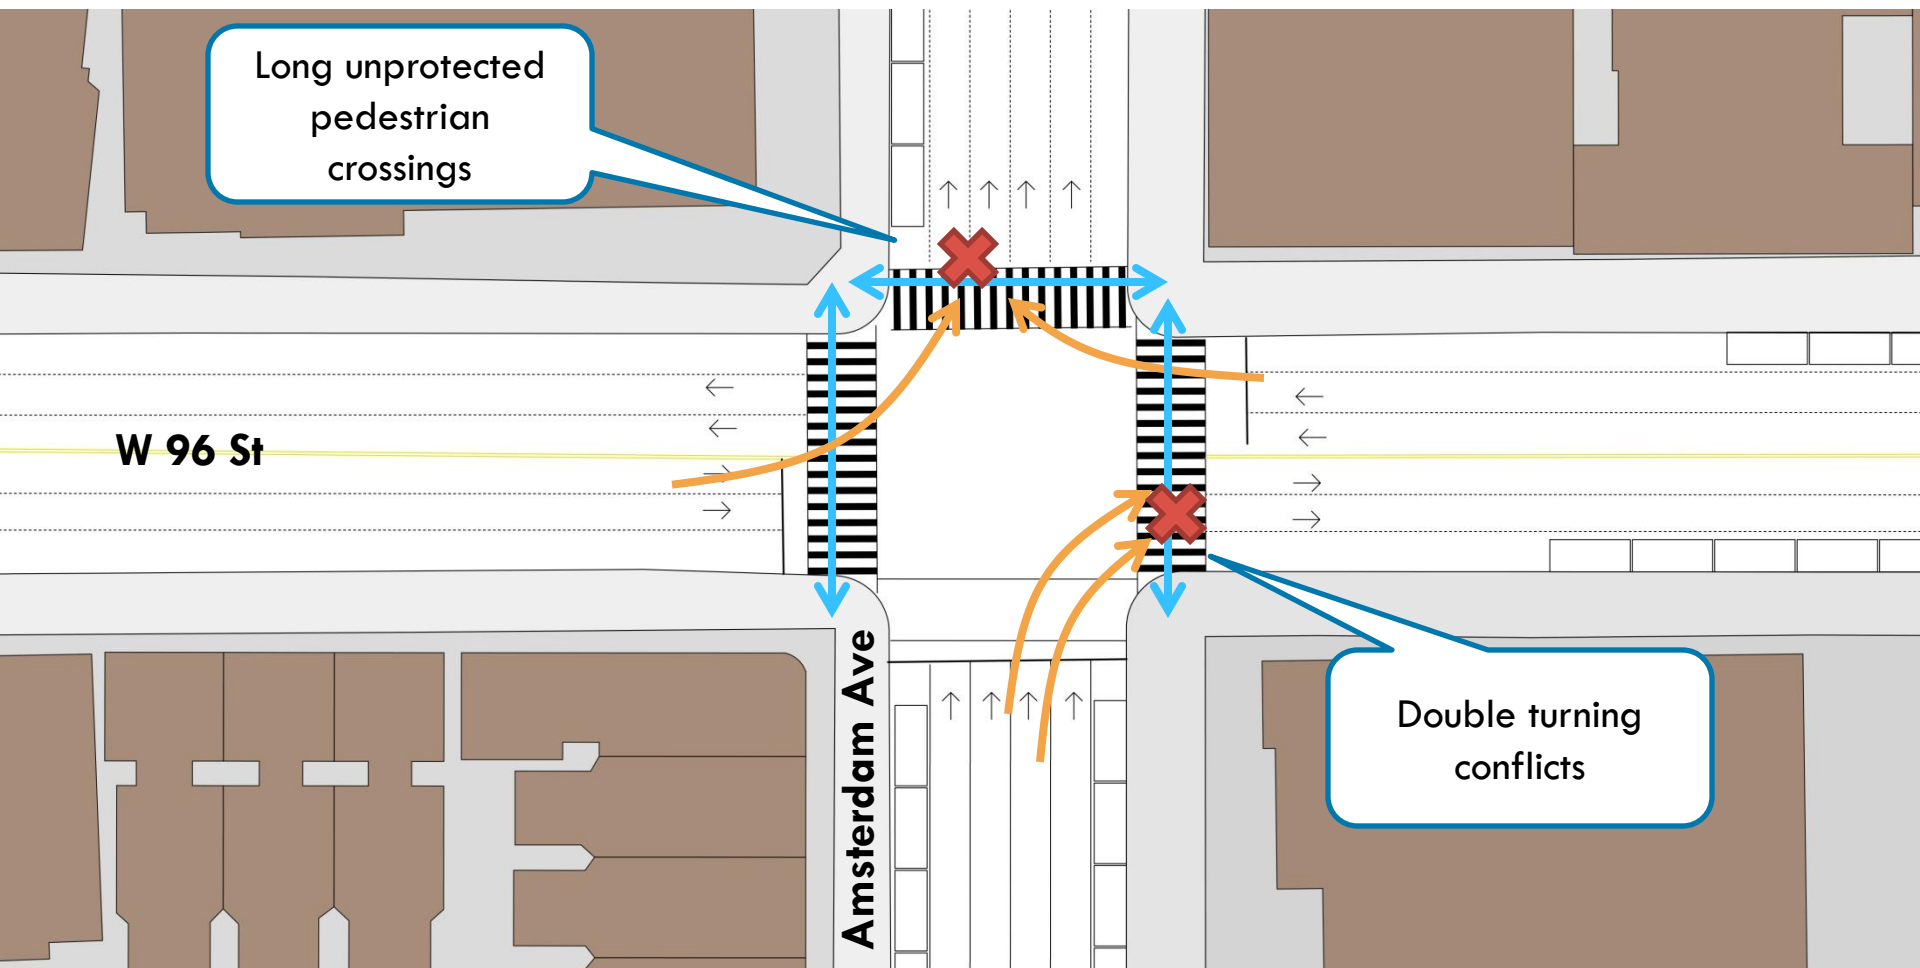 Long unprotected
pedestrian
crossings
W 96 St
Amsterdam Ave
Double turning
conflicts